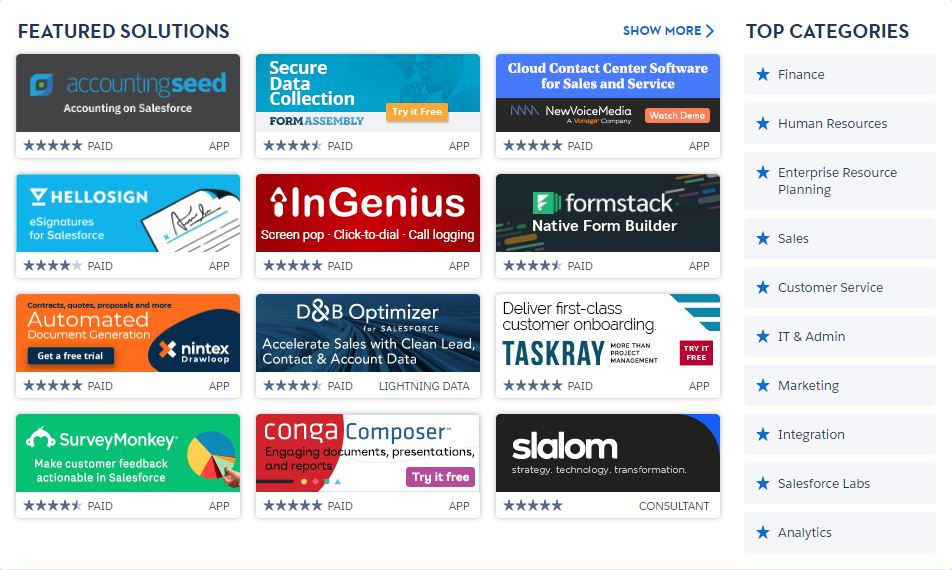 FEATURED SOLUTIONS
SHOW MORE
TOP CATEGORIES
accountingseed
Accounting on Salesforce
PAID APP
Secure
Data
Collection
Try it Free
FORMASSEMBLY
PAID APP
Cloud Contact Center Software
for Sales and Service
NewVoiceMedia
A Vonage Company
Watch Demo
PAID APP
HELLOSIGN
eSignatures
for Salesforce
PAID APP
InGenius
Screen pop · Click-to-dial · Call logging
PAID APP
formstack
Native Form Builder
PAID APP
Contracts, quotes, proposals and more
Automated
Document Generation
Get a free trial
nintex
Drawloop
PAID APP
D&B Optimizer
for SALESFORCE
Accelerate Sales with Clean Lead,
Contact & Account Data
PAID LIGHTNING DATA
Deliver first-class
customer onboarding.
TASKRAY
MORE THAN
PROJECT
MANAGEMENT
TRY IT
FREE
PAID APP
SurveyMonkey®
Make customer feedback
actionable in Salesforce
PAID APP
conga Composer™
Engaging documents, presentations,
and reports
Try it free
PAID APP
slalom
strategy. technology. transformation.
CONSULTANT
Finance
Human Resources
Enterprise Resource
Planning
Sales
Customer Service
IT & Admin
Marketing
Integration
Salesforce Labs
Analytics